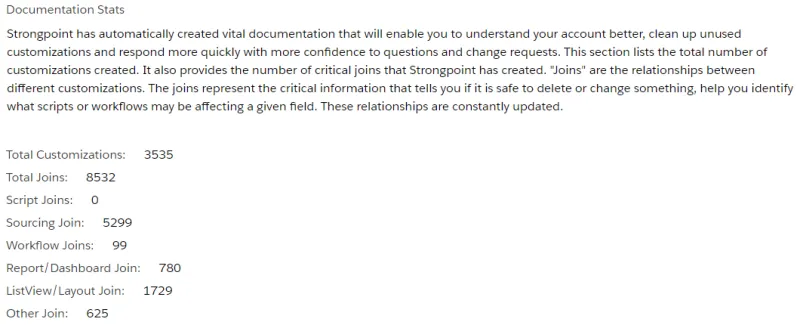 Documentation Stats
Strongpoint has automatically created vital documentation that will enable you to understand your account better, clean up unused
customizations and respond more quickly with more confidence to questions and change requests. This section lists the total number of
customizations created. It also provides the number of critical joins that Strongpoint has created. "Joins" are the relationships between
different customizations. The joins represent the critical information that tells you if it is safe to delete or change something, help you identify
what scripts or workflows may be affecting a given field. These relationships are constantly updated.
Total Customizations: 3535
Total Joins: 8532
Script Joins: 0
Sourcing Join: 5299
Workflow Joins: 99
Report/Dashboard Join: 780
ListView/Layout Join: 1729
Other Join: 625